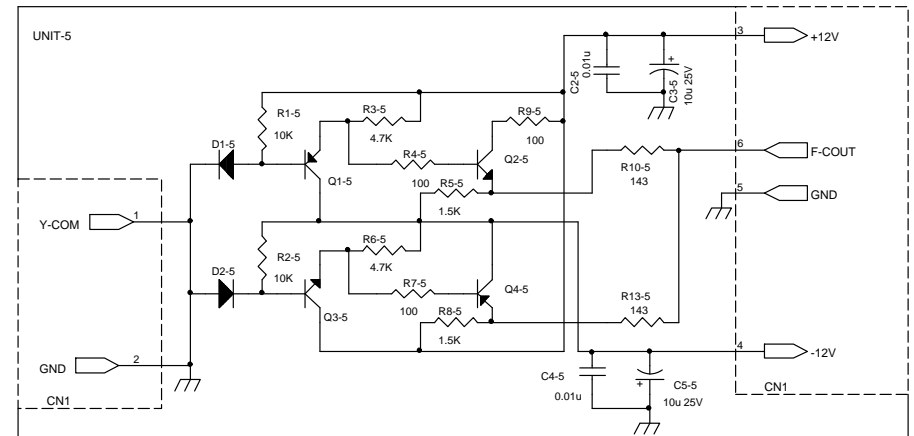 UNIT-5
3
+12V
C2-5
0.01u
+
C3-5
10u 25V
R1-5
10K
R3-5
4.7K
R9-5
100
D1-5
R4-5
100
Q1-5
Q2-5
R5-5
1.5K
R10-5
143
6
F-COUT
5
GND
Y-COM
1
R2-5
10K
R6-5
4.7K
D2-5
R7-5
100
Q3-5
Q4-5
R8-5
1.5K
R13-5
143
GND
2
CN1
4
-12V
C4-5
0.01u
+
C5-5
10u 25V
CN1